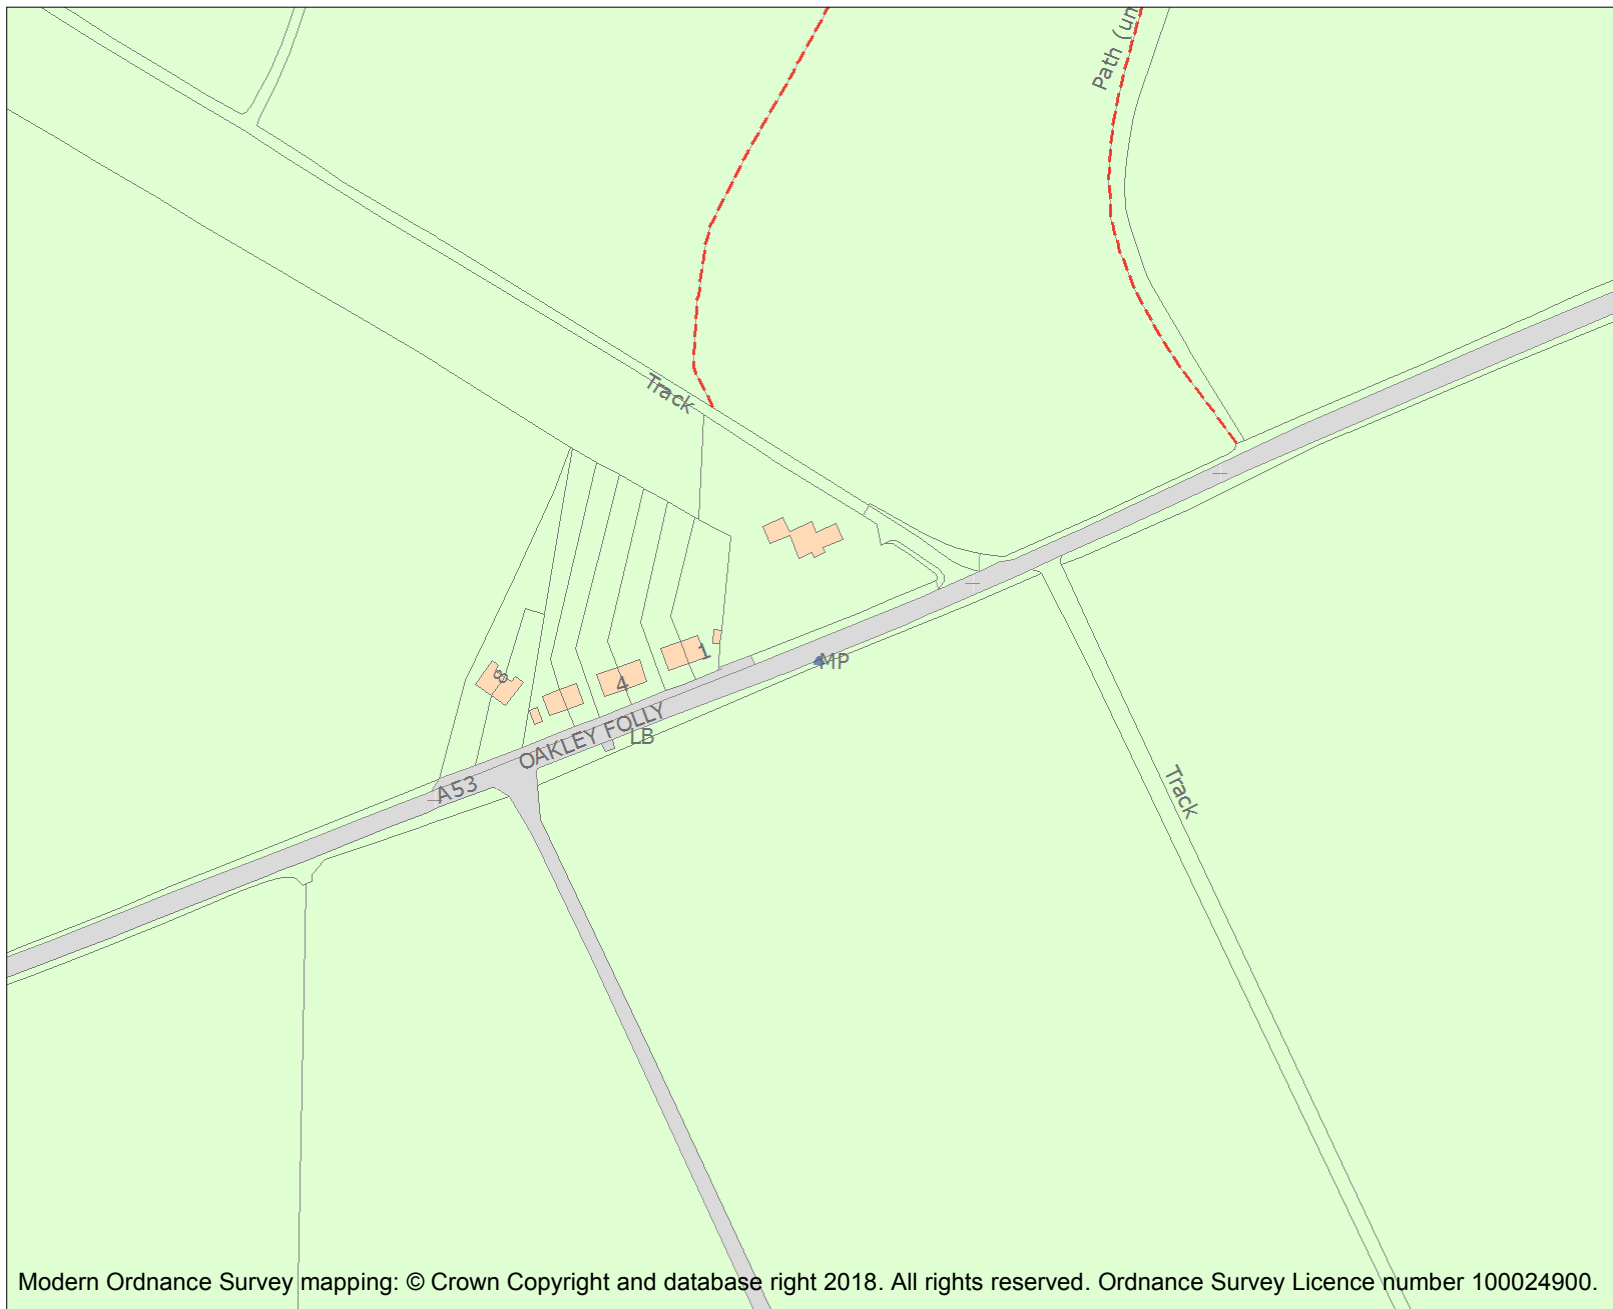 Path (un
Track
1
8
4
MP
OAKLEY FOLLY
LB
A53
Track
Modern Ordnance Survey mapping: © Crown Copyright and database right 2018. All rights reserved. Ordnance Survey Licence number 100024900.